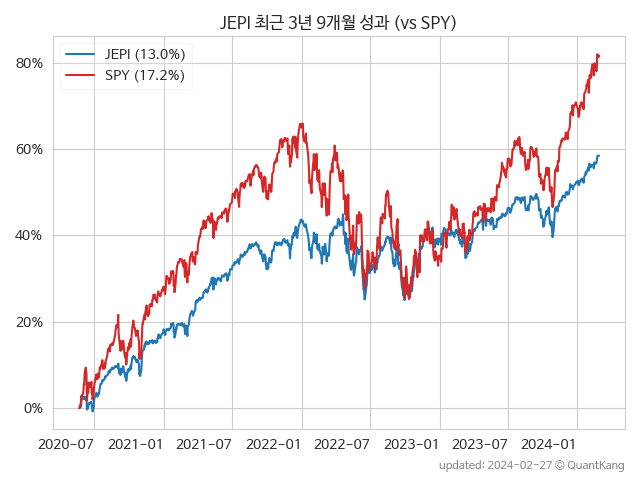 JEPI 최근 3년 9개월 성과 (vs SPY)
JEPI (13.0%)
SPY (17.2%)
80%
60%
40%
20%
0%
2020-07 2021-01 2021-07 2022-01 2022-07 2023-01 2023-07 2024-01
updated: 2024-02-27 © QuantKang